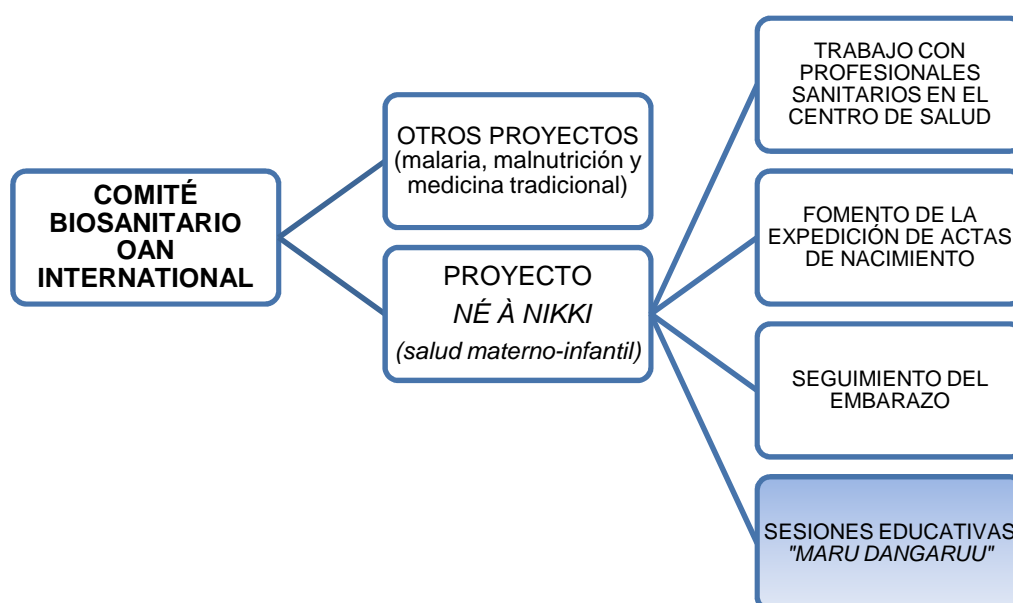 COMITÉ
BIOSANITARIO
OAN
INTERNATIONAL
OTROS PROYECTOS
(malaria, malnutrición y
medicina tradicional)
PROYECTO
NÉ À NIKKI
(salud materno-infantil)
TRABAJO CON
PROFESIONALES
SANITARIOS EN EL
CENTRO DE SALUD
FOMENTO DE LA
EXPEDICIÓN DE ACTAS
DE NACIMIENTO
SEGUIMIENTO DEL
EMBARAZO
SESIONES EDUCATIVAS
"MARU DANGARUU"